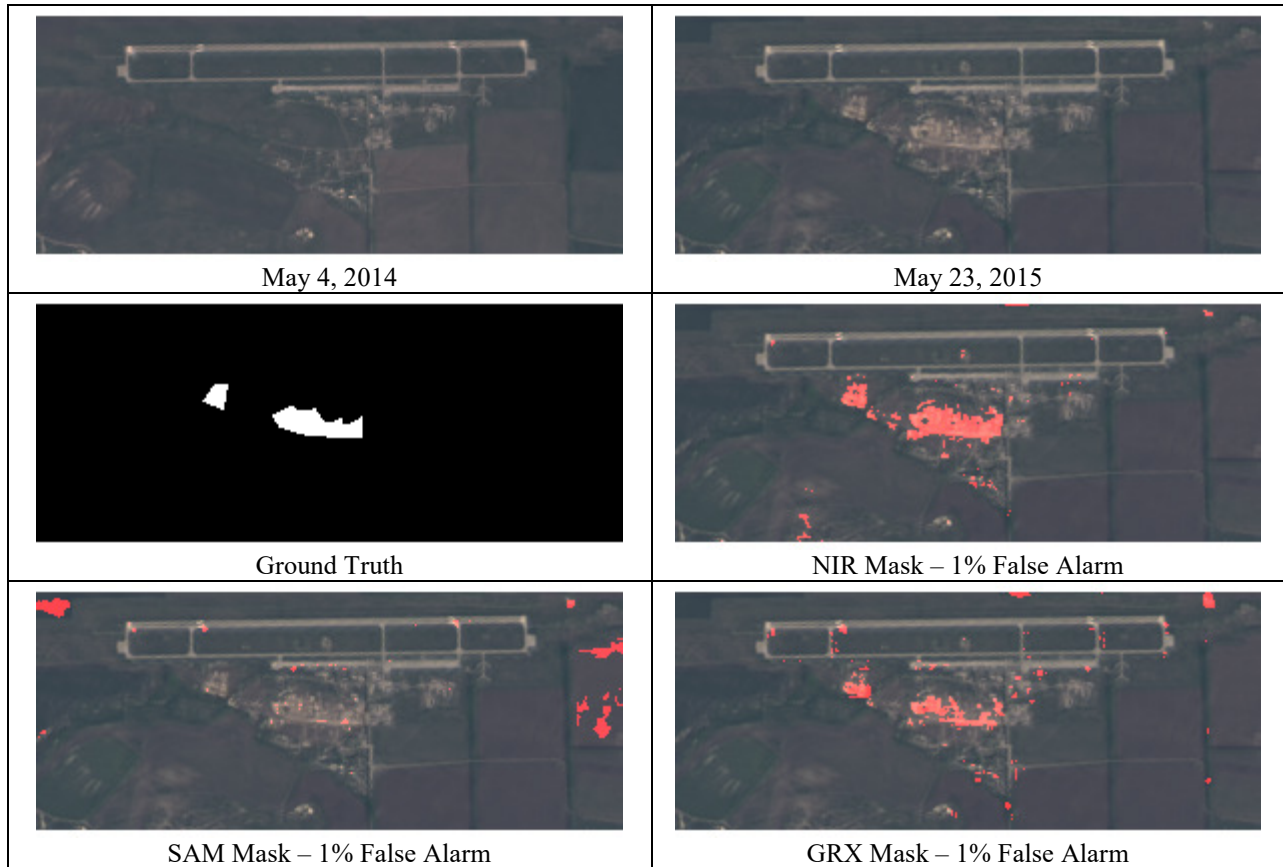 May 4, 2014
May 23, 2015
Ground Truth
NIR Mask – 1% False Alarm
SAM Mask – 1% False Alarm
GRX Mask – 1% False Alarm